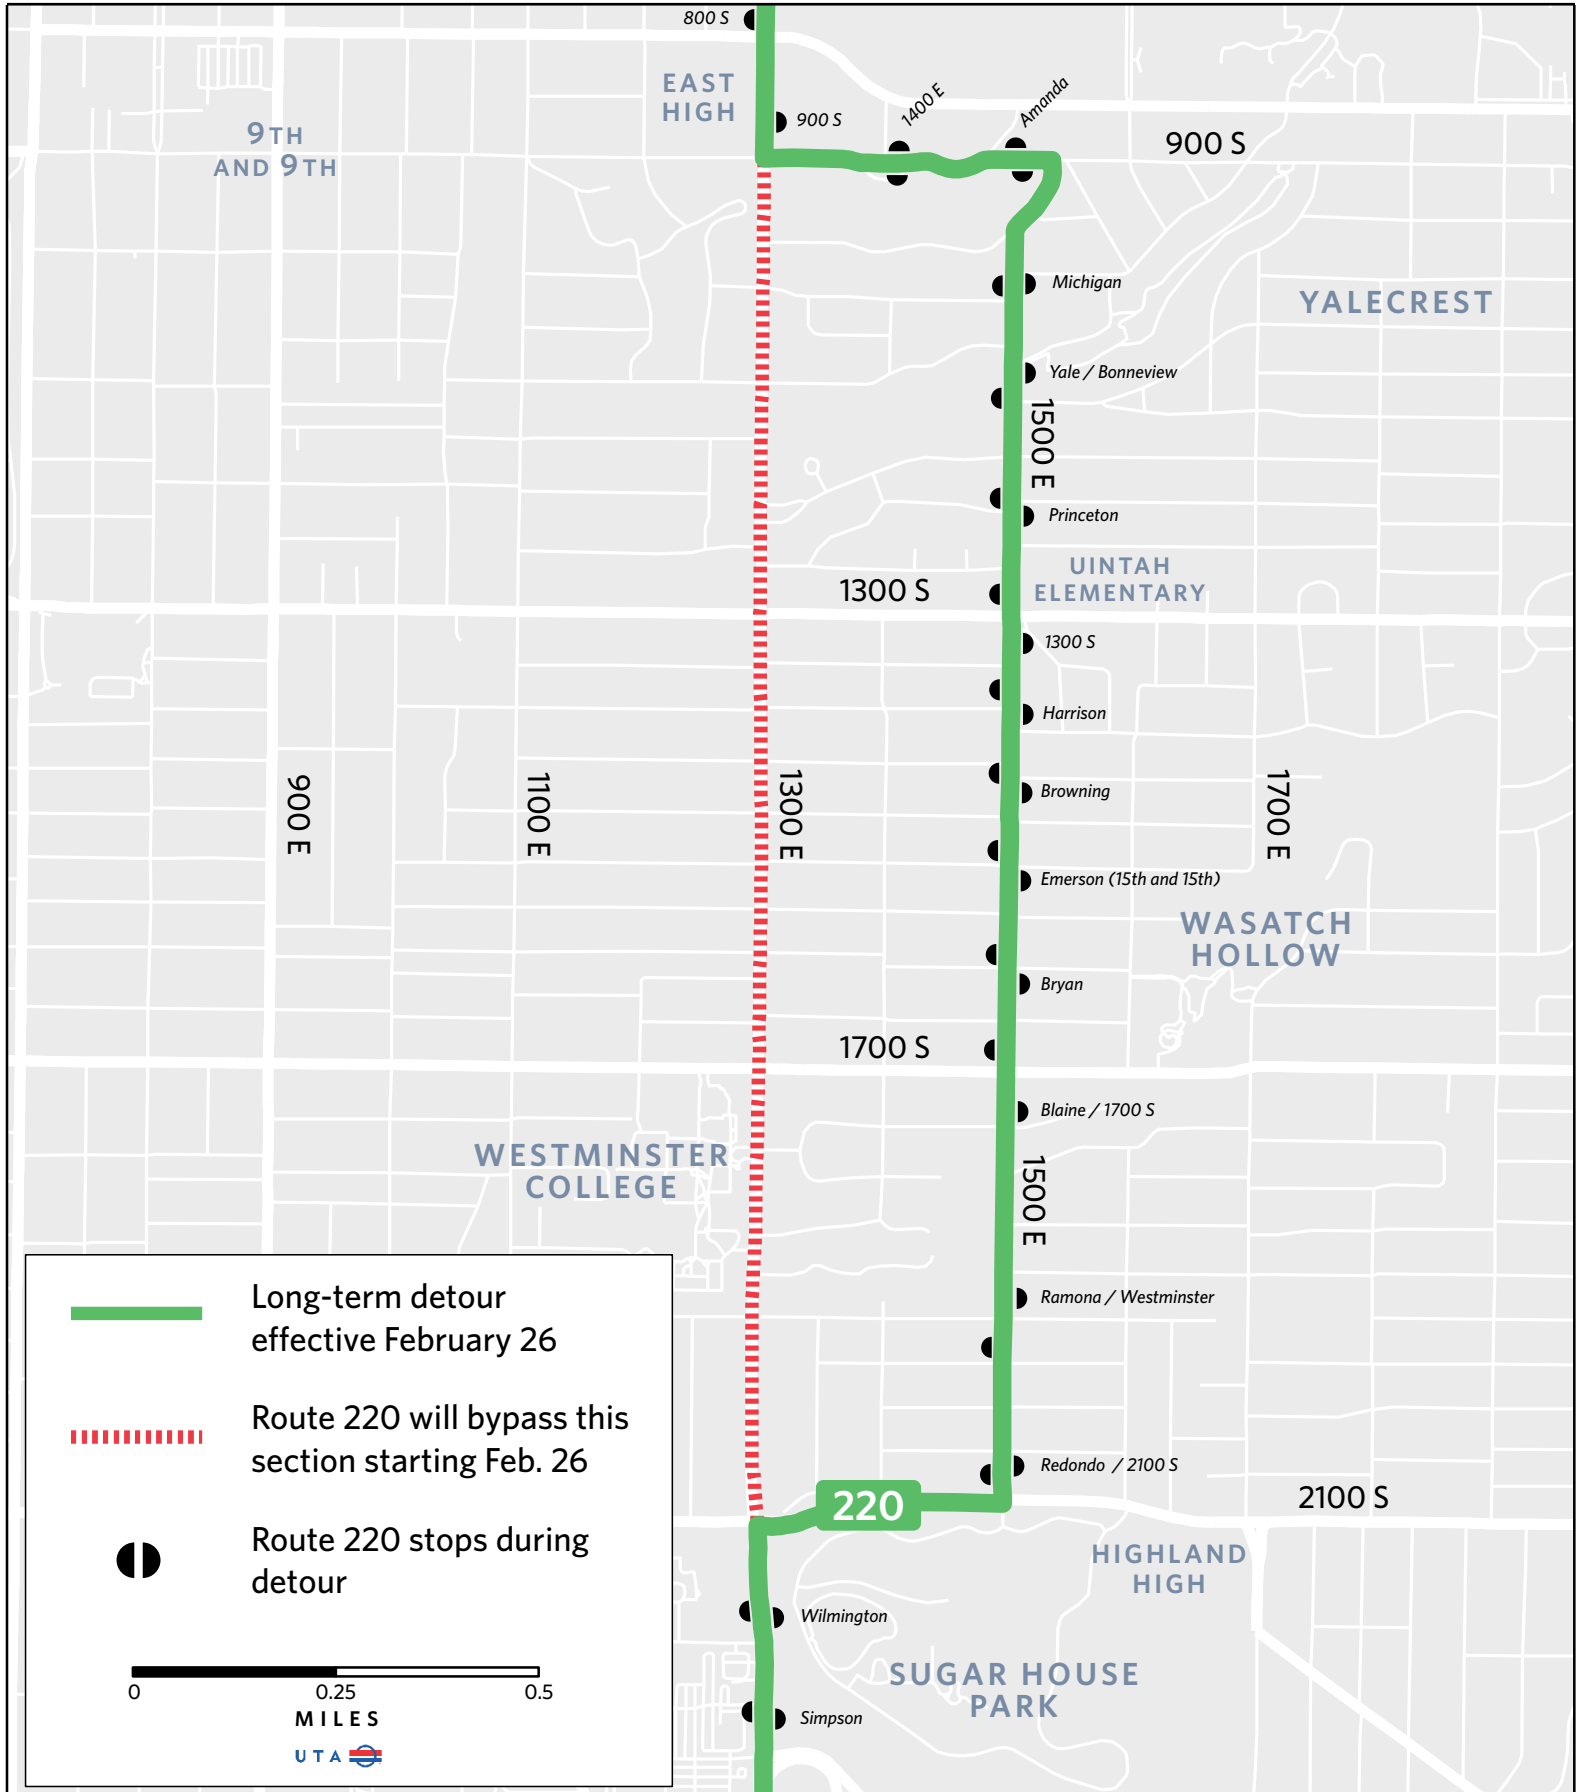 800 S
EAST
HIGH
900 S
1400 E
Amanda
900 S
9TH
AND 9TH
Michigan
YALECREST
Yale / Bonneview
1500 E
Princeton
UINTAH
ELEMENTARY
1300 S
1300 S
Harrison
900 E
1100 E
1300 E
Browning
1700 E
Emerson (15th and 15th)
WASATCH
HOLLOW
Bryan
1700 S
Blaine / 1700 S
WESTMINSTER
COLLEGE
1500 E
Ramona / Westminster
Redondo / 2100 S
220
2100 S
HIGHLAND
HIGH
Wilmington
SUGAR HOUSE
PARK
Simpson
Long-term detour
effective February 26
Route 220 will bypass this
section starting Feb. 26
Route 220 stops during
detour
0 0.25 0.5
MILES
UTA